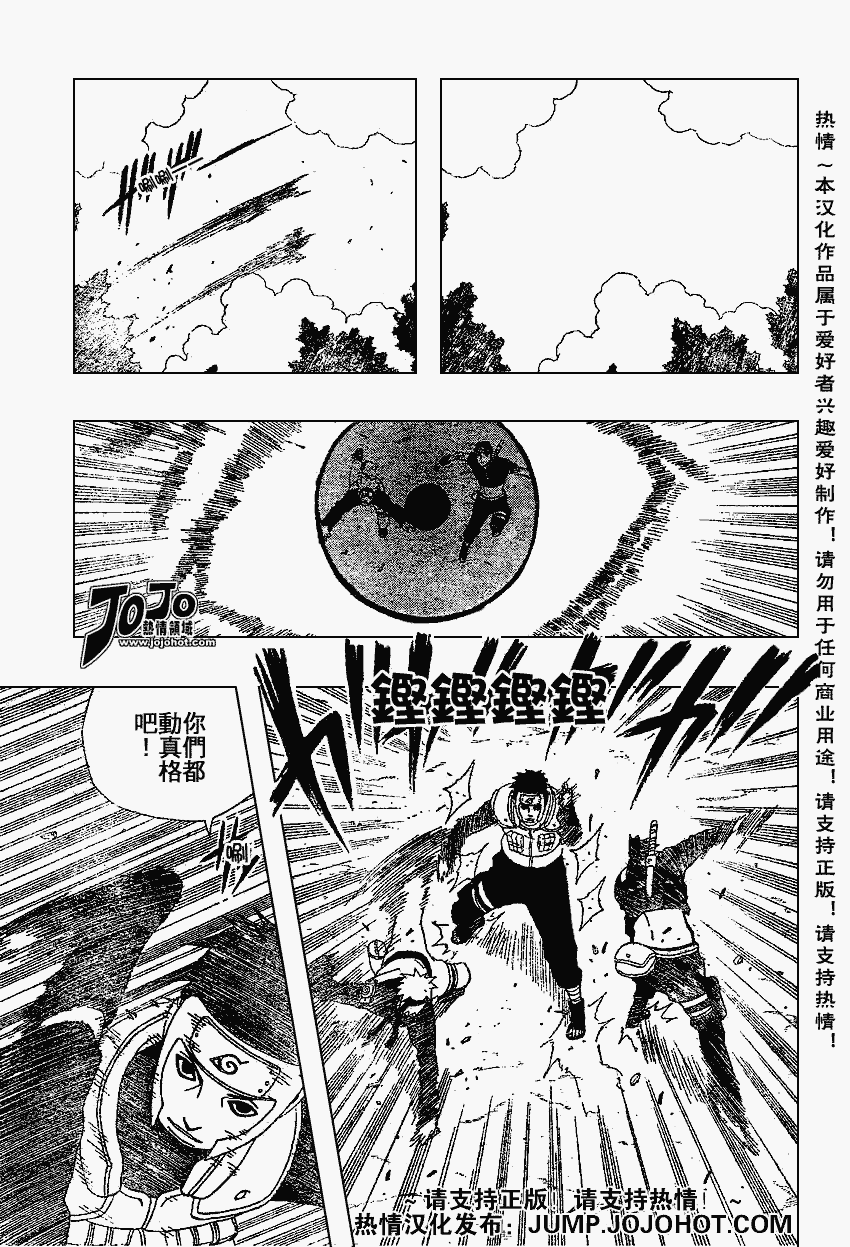 热情～本汉化作品属于爱好者兴趣爱好制作！请勿用于任何商业用途！请支持正版！请支持热情！
唰唰
JOJO
熱情領域
www.jojohot.com
鏗鏗鏗鏗
你們都
動真格
吧！
唰
～请支持正版！请支持热情！～
热情汉化发布：JUMP.JOJOHOT.COM